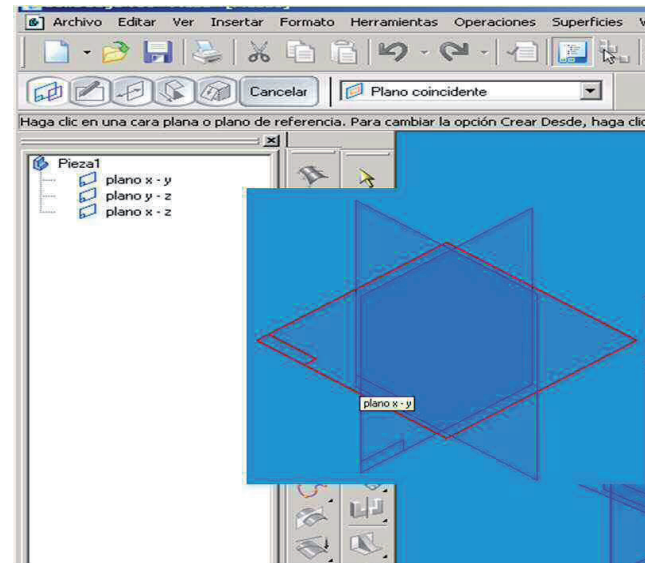 Archivo Editar Ver Insertar Formato Herramientas Operaciones Superficies
Cancelar Plano coincidente
Haga clic en una cara plana o plano de referencia. Para cambiar la opción Crear Desde, haga clic
Pieza1
plano x - y
plano y - z
plano x - z
plano x - y